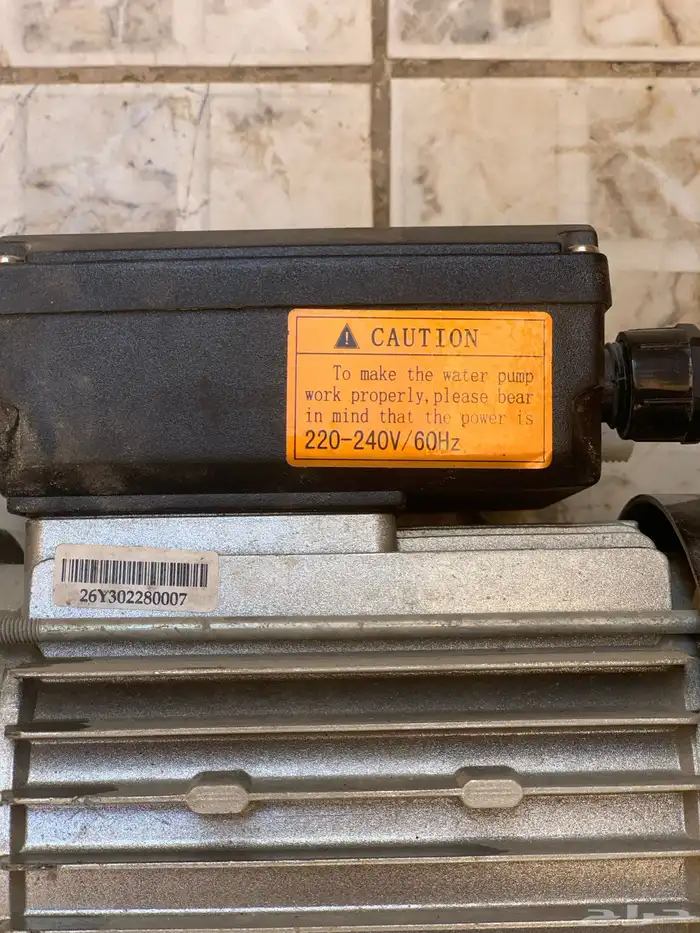 CAUTION
To make the water pump
work properly,please bear
in mind that the power is
220-240V/60Hz
26Y302280007
حراج